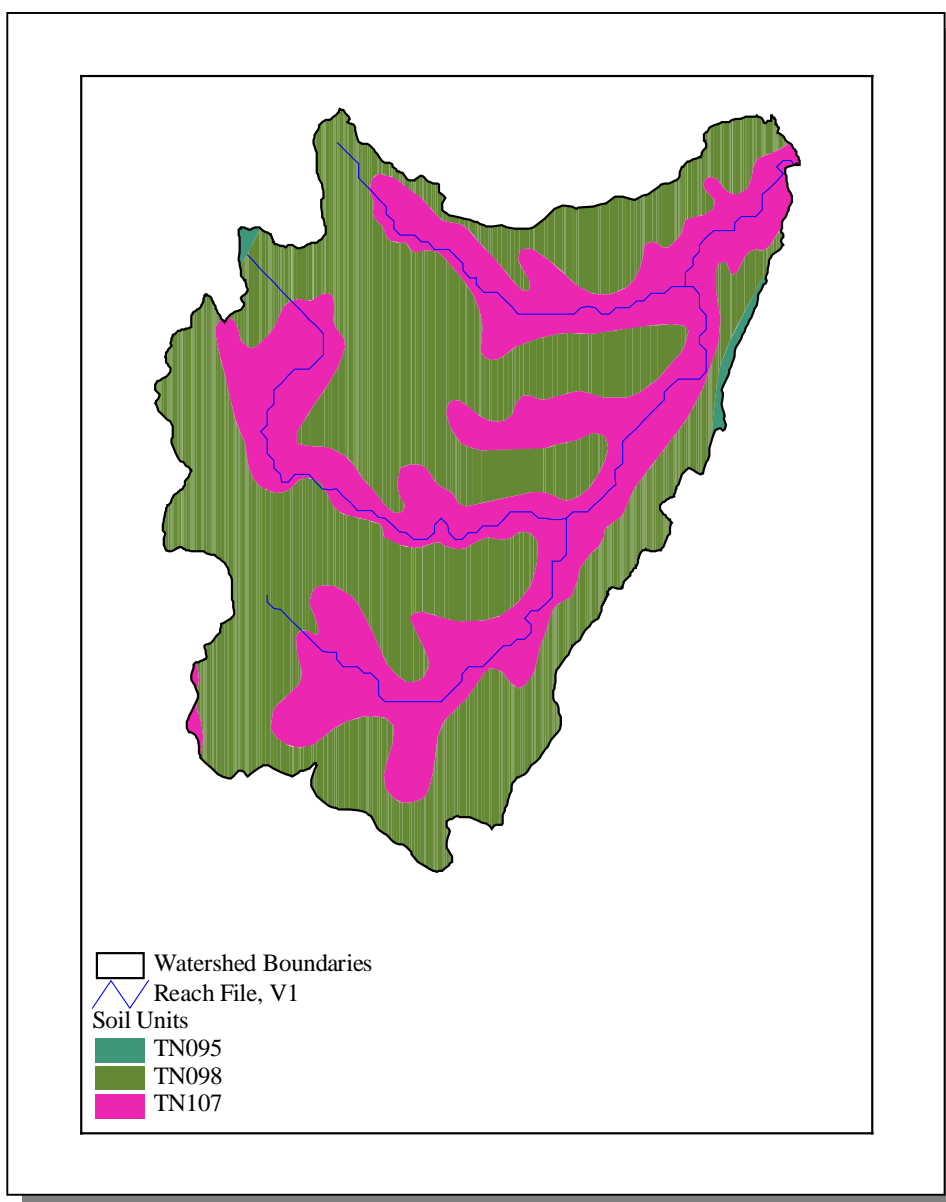 Watershed Boundaries
Reach File, V1
Soil Units
TN095
TN098
TN107